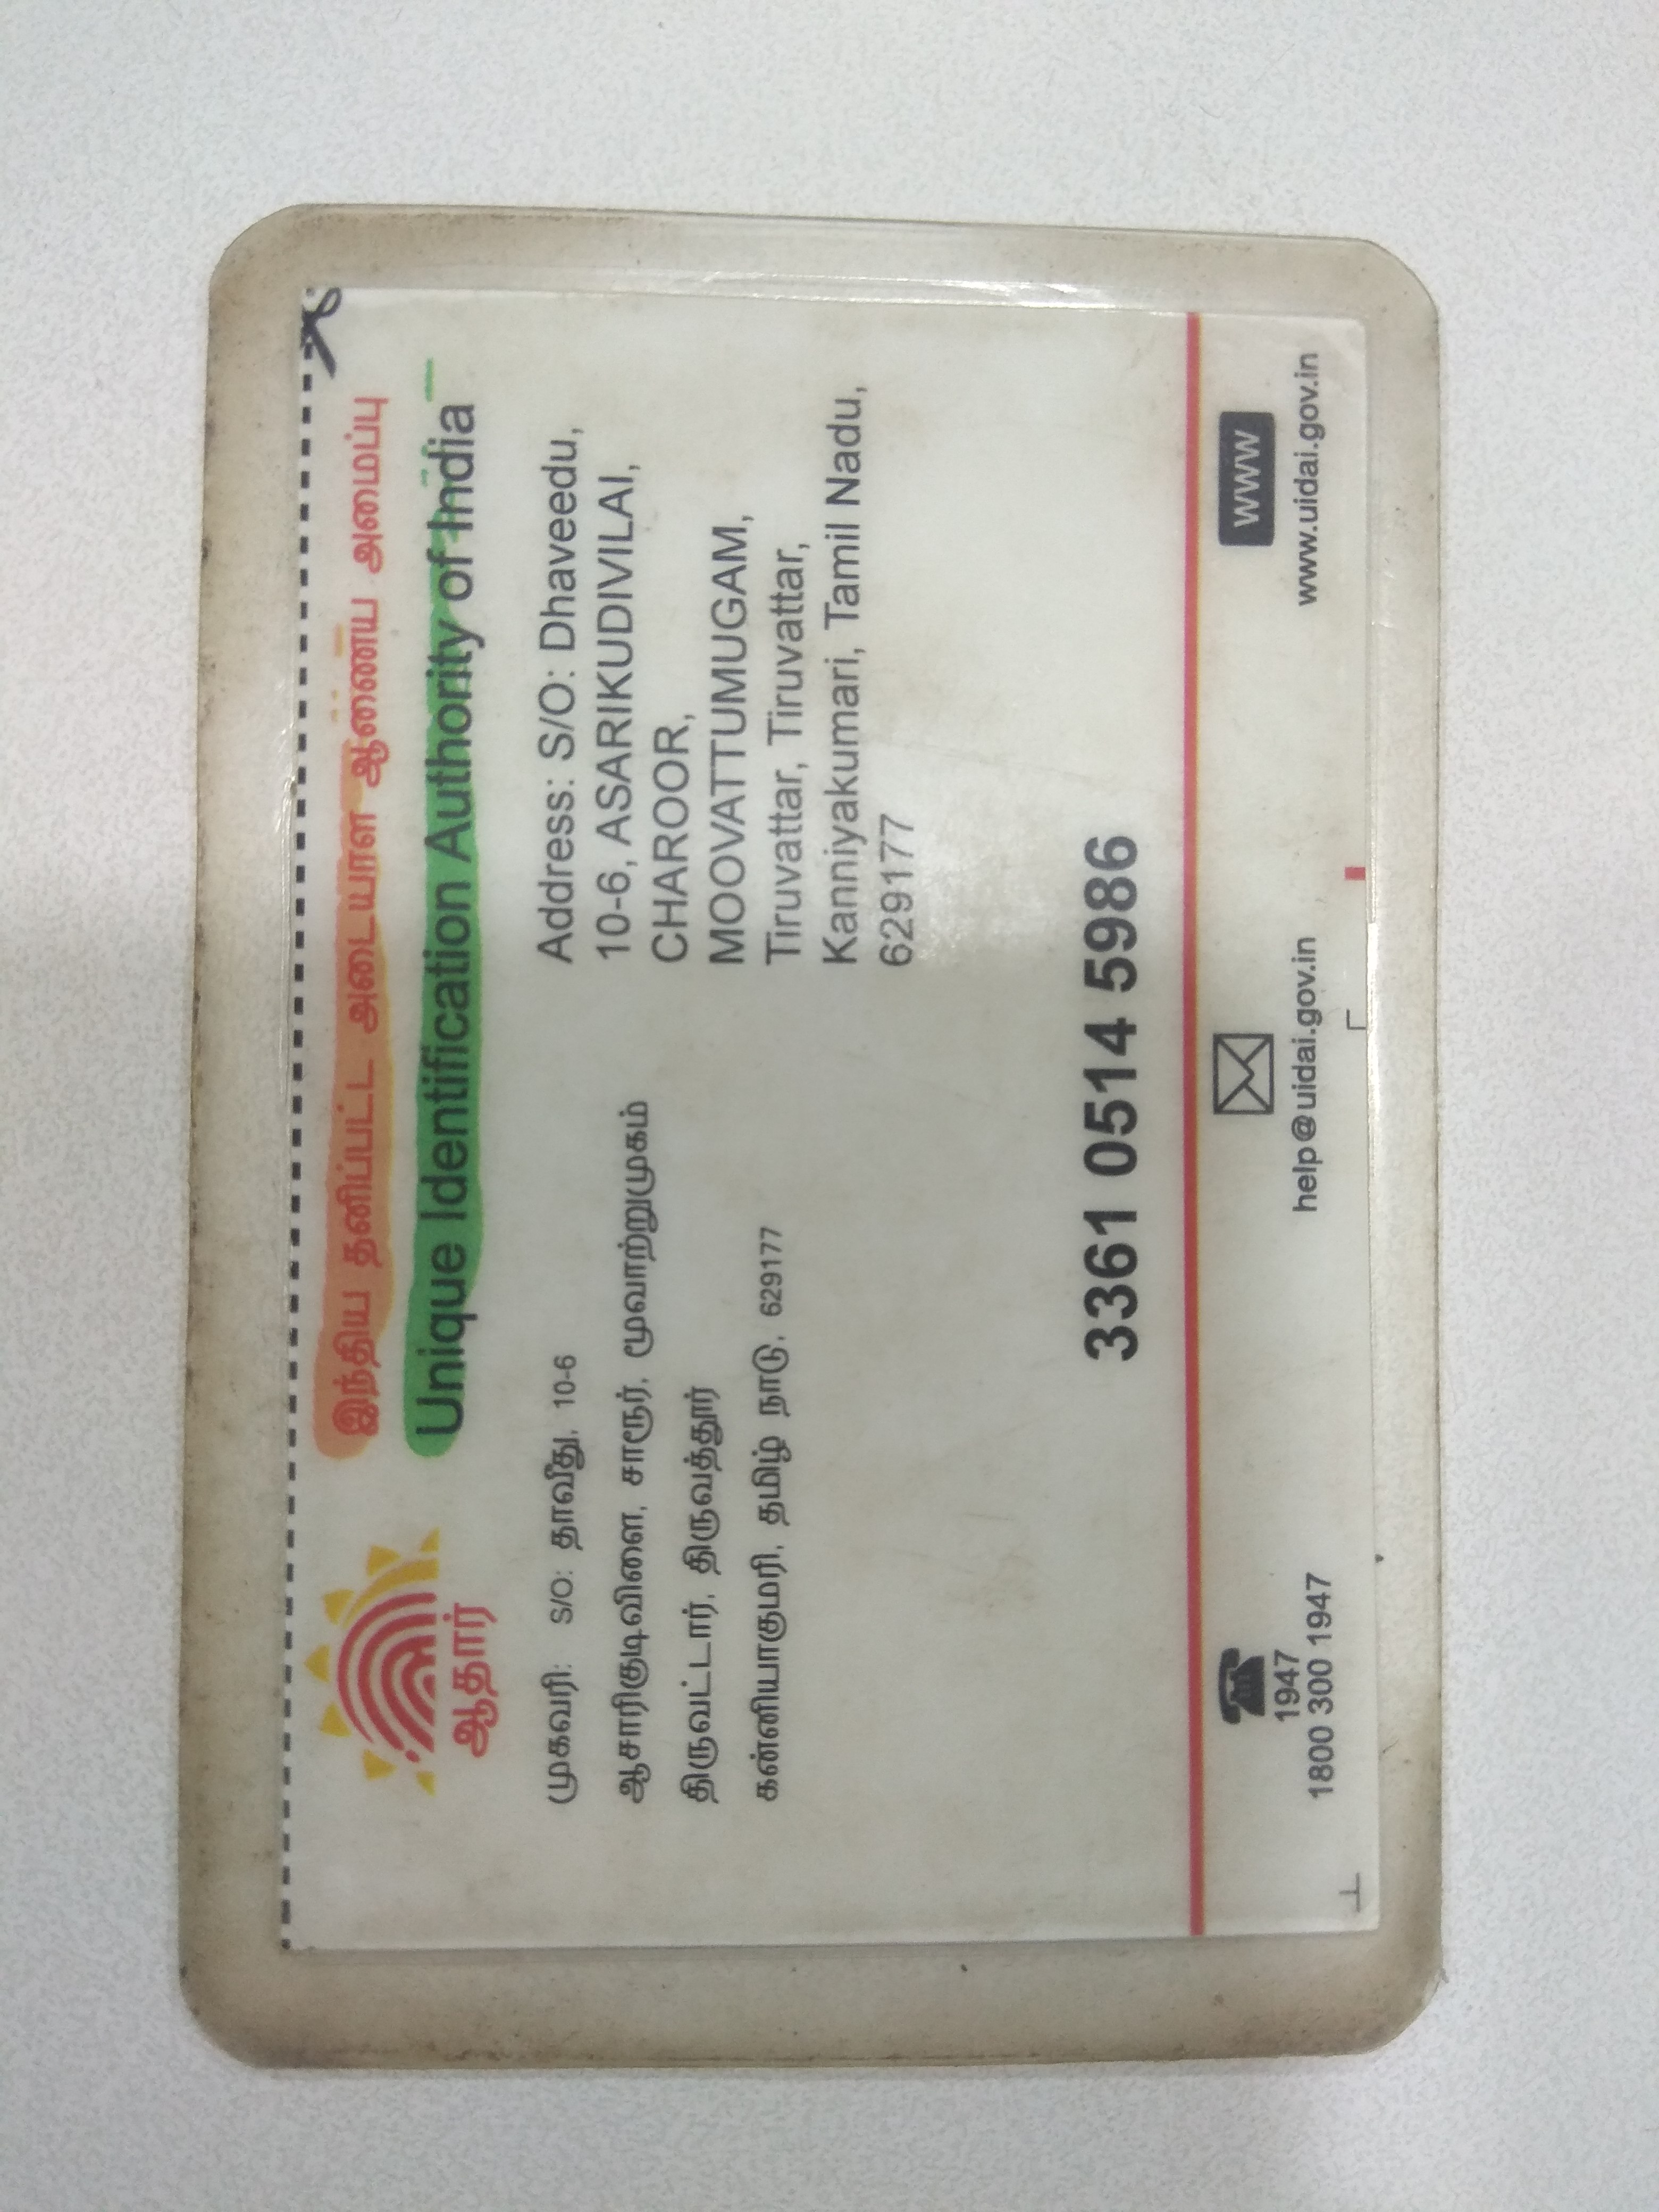 இந்திய தனிப்பட்ட அடையாள ஆணைய அமைப்பு
Unique Identification Authority of India
ஆதார்
முகவரி: S/O: தாவீது, 10-6
ஆசாரிகுடிவிளை, சாரூர், மூவாற்றுமுகம்
திருவட்டார், திருவத்தூர்
கன்னியாகுமரி, தமிழ் நாடு, 629177
Address: S/O: Dhaveedu,
10-6, ASARIKUDIVILAI,
CHAROOR,
MOOVATTUMUGAM,
Tiruvattar, Tiruvattar,
Kanniyakumari, Tamil Nadu,
629177
3361 0514 5986
1947
1800 300 1947
help@uidai.gov.in
www
www.uidai.gov.in